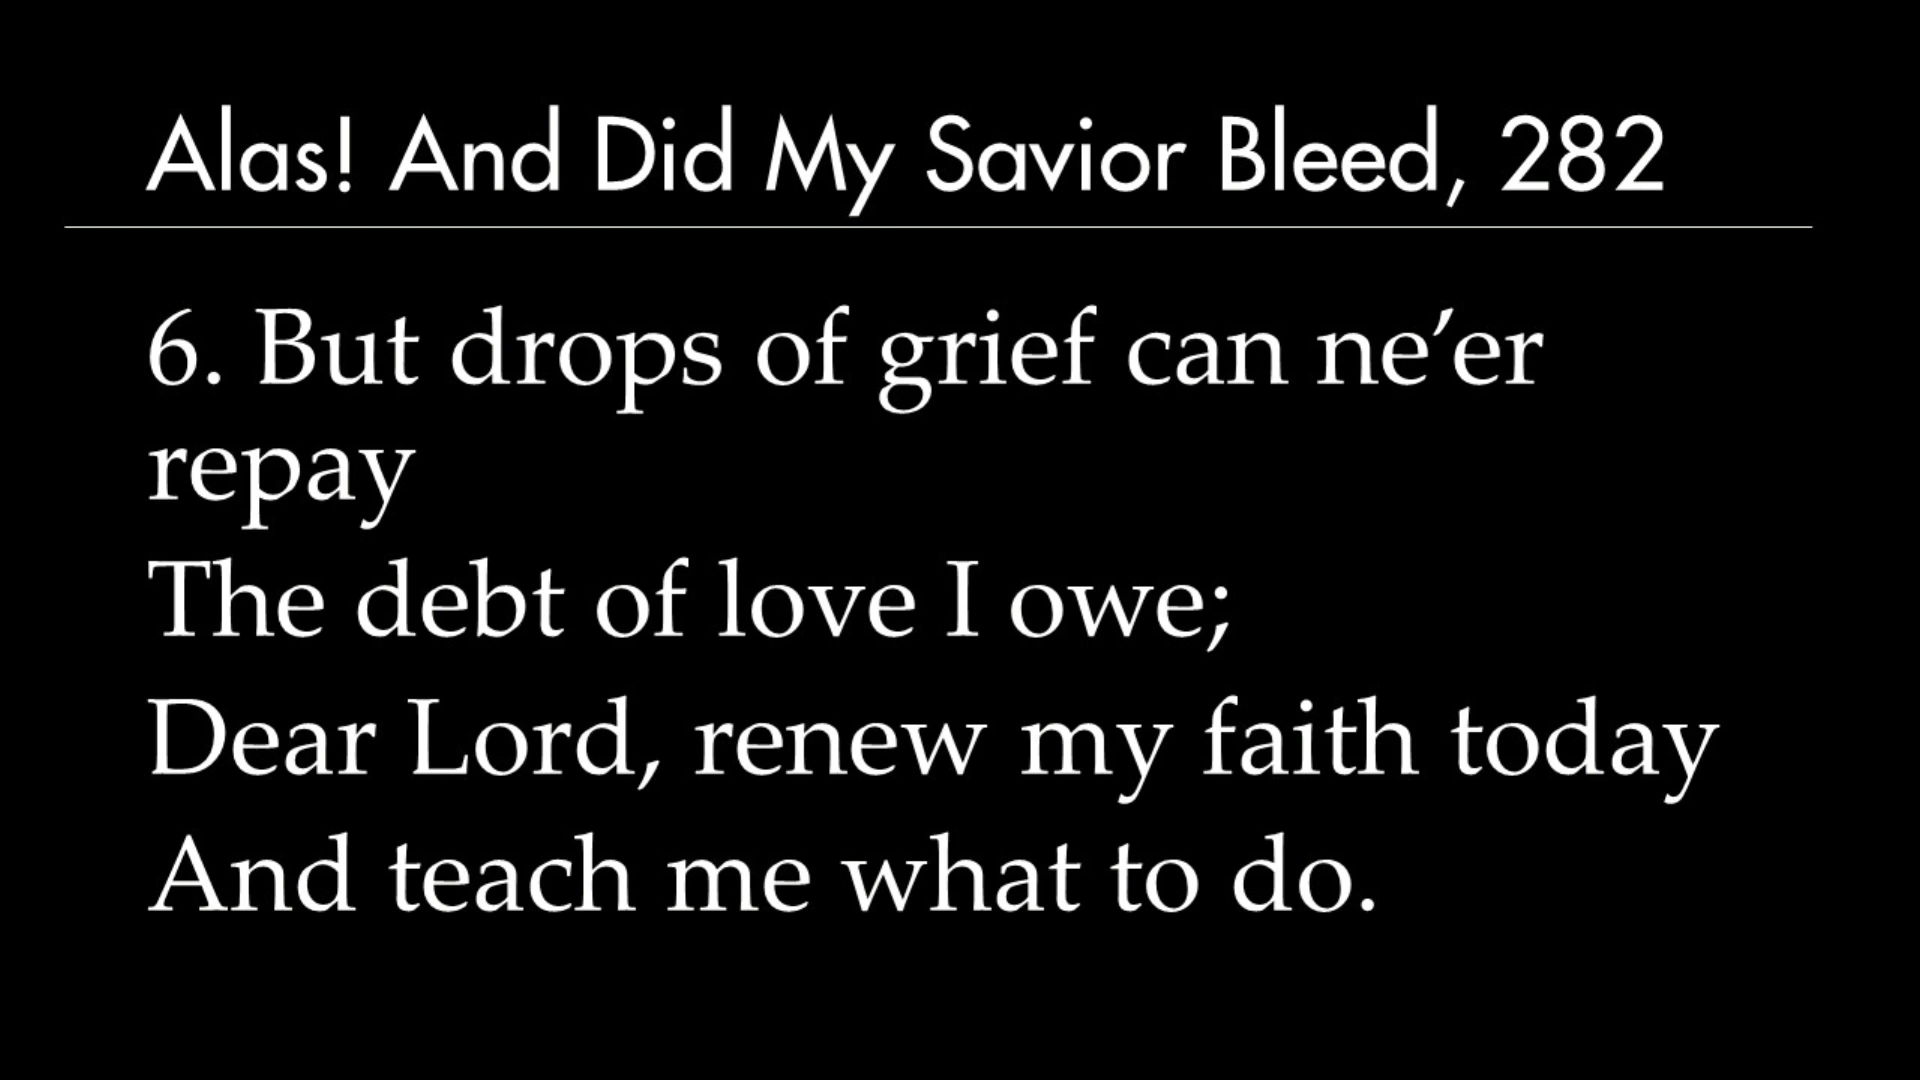 Alas! And Did My Savior Bleed, 282
6. But drops of grief can ne’er
repay
The debt of love I owe;
Dear Lord, renew my faith today
And teach me what to do.